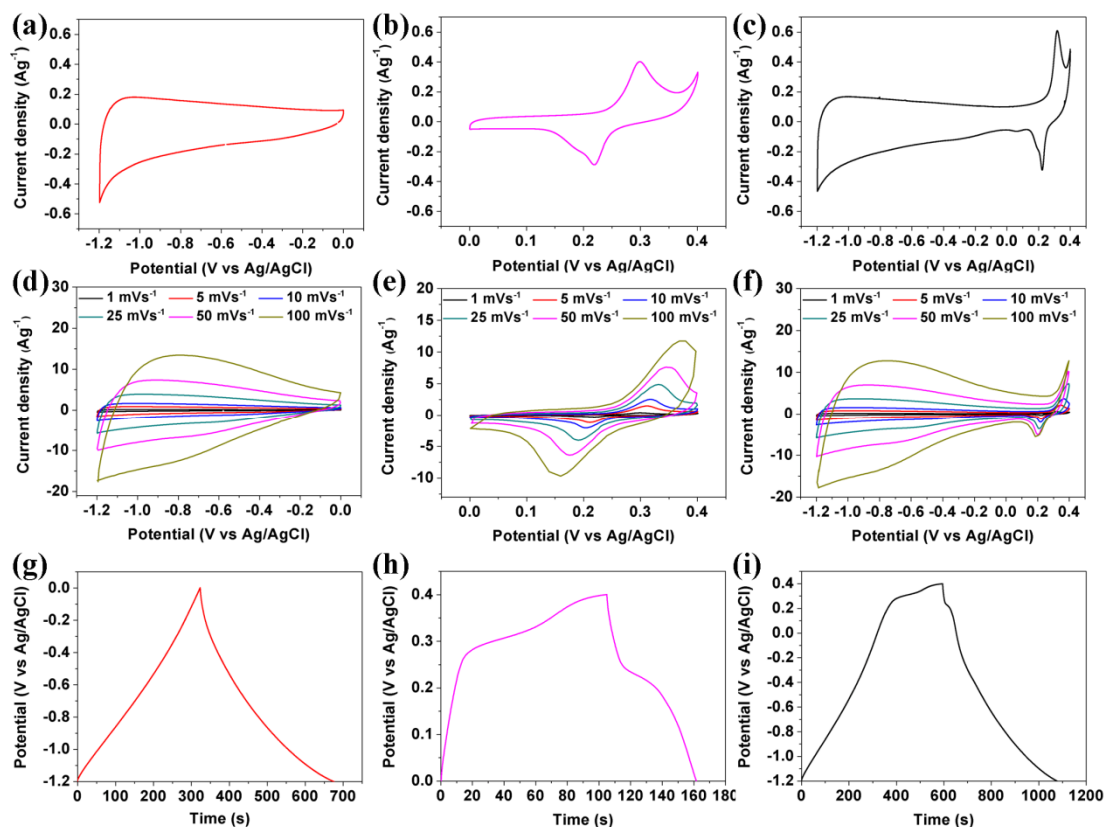 (a)
Current density (Ag⁻¹)
0.6
0.4
0.2
0.0
-0.2
-0.4
-0.6
-1.2 -1.0 -0.8 -0.6 -0.4 -0.2 0.0
Potential (V vs Ag/AgCl)
(b)
Current density (Ag⁻¹)
0.6
0.4
0.2
0.0
-0.2
-0.4
-0.6
0.0 0.1 0.2 0.3 0.4
Potential (V vs Ag/AgCl)
(c)
Current density (Ag⁻¹)
0.6
0.4
0.2
0.0
-0.2
-0.4
-0.6
-1.2 -1.0 -0.8 -0.6 -0.4 -0.2 0.0 0.2 0.4
Potential (V vs Ag/AgCl)
(d)
Current density (Ag⁻¹)
30
20
10
0
-10
-20
1 mVs⁻¹ 5 mVs⁻¹ 10 mVs⁻¹
25 mVs⁻¹ 50 mVs⁻¹ 100 mVs⁻¹
-1.2 -1.0 -0.8 -0.6 -0.4 -0.2 0.0
Potential (V vs Ag/AgCl)
(e)
Current density (Ag⁻¹)
20
15
10
5
0
-5
-10
1 mVs⁻¹ 5 mVs⁻¹ 10 mVs⁻¹
25 mVs⁻¹ 50 mVs⁻¹ 100 mVs⁻¹
0.0 0.1 0.2 0.3 0.4
Potential (V vs Ag/AgCl)
(f)
Current density (Ag⁻¹)
30
20
10
0
-10
-20
1 mVs⁻¹ 5 mVs⁻¹ 10 mVs⁻¹
25 mVs⁻¹ 50 mVs⁻¹ 100 mVs⁻¹
-1.2 -1.0 -0.8 -0.6 -0.4 -0.2 0.0 0.2 0.4
Potential (V vs Ag/AgCl)
(g)
Potential (V vs Ag/AgCl)
0.0
-0.2
-0.4
-0.6
-0.8
-1.0
-1.2
0 100 200 300 400 500 600 700
Time (s)
(h)
Potential (V vs Ag/AgCl)
0.4
0.3
0.2
0.1
0.0
0 20 40 60 80 100 120 140 160 180
Time (s)
(i)
Potential (V vs Ag/AgCl)
0.4
0.0
-0.4
-0.6
-0.8
-1.0
-1.2
0 200 400 600 800 1000 1200
Time (s)